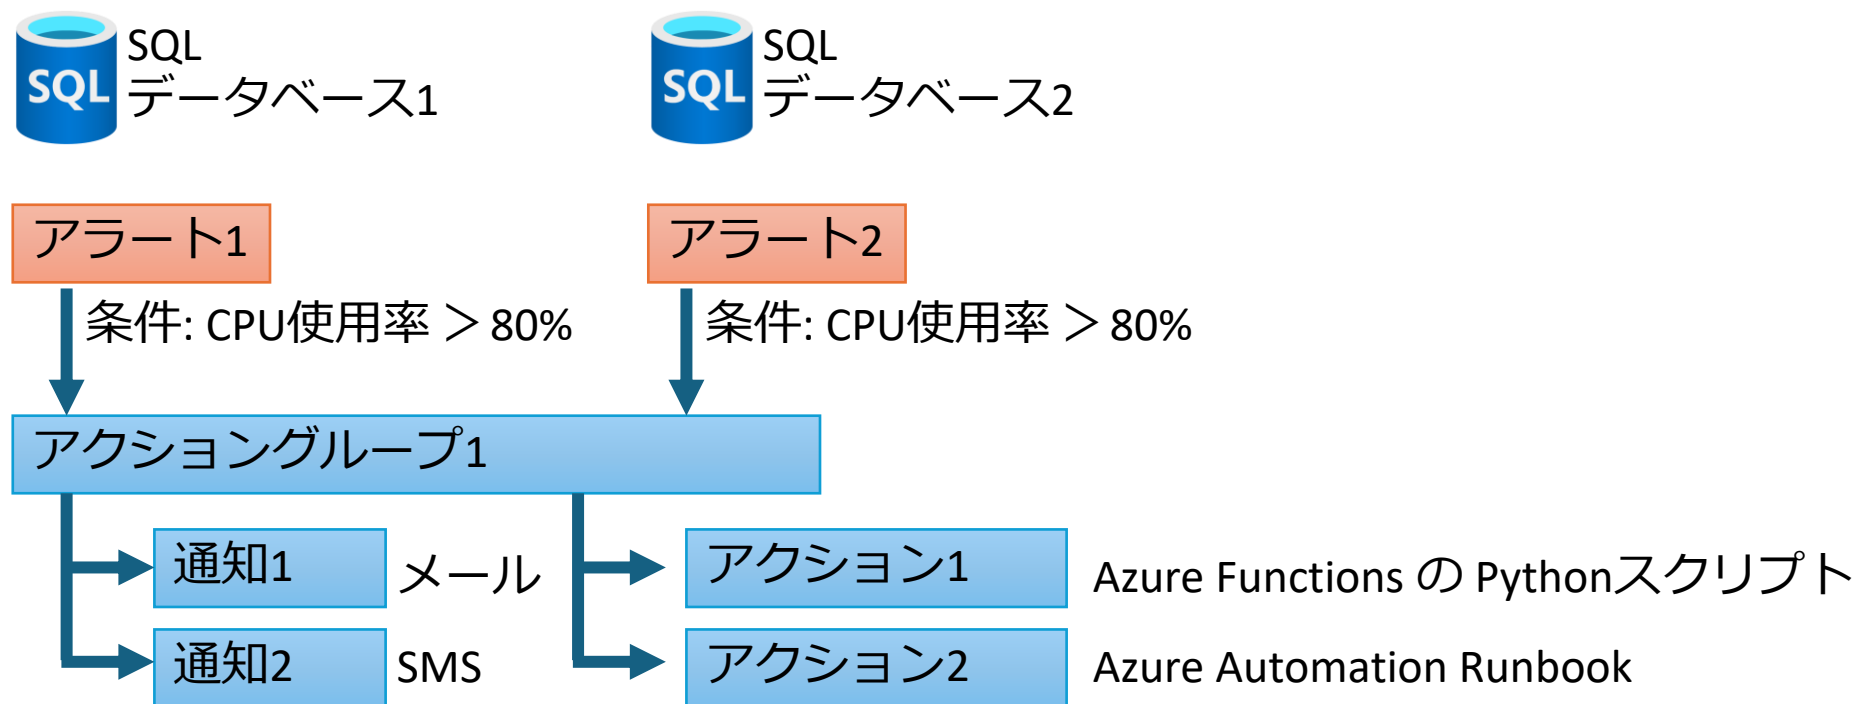 SQL
SQL
データベース1
SQL
SQL
データベース2
アラート1
アラート2
条件: CPU使用率 ＞80%
条件: CPU使用率 ＞80%
アクショングループ1
通知1
メール
アクション1
Azure Functions の Pythonスクリプト
通知2
SMS
アクション2
Azure Automation Runbook